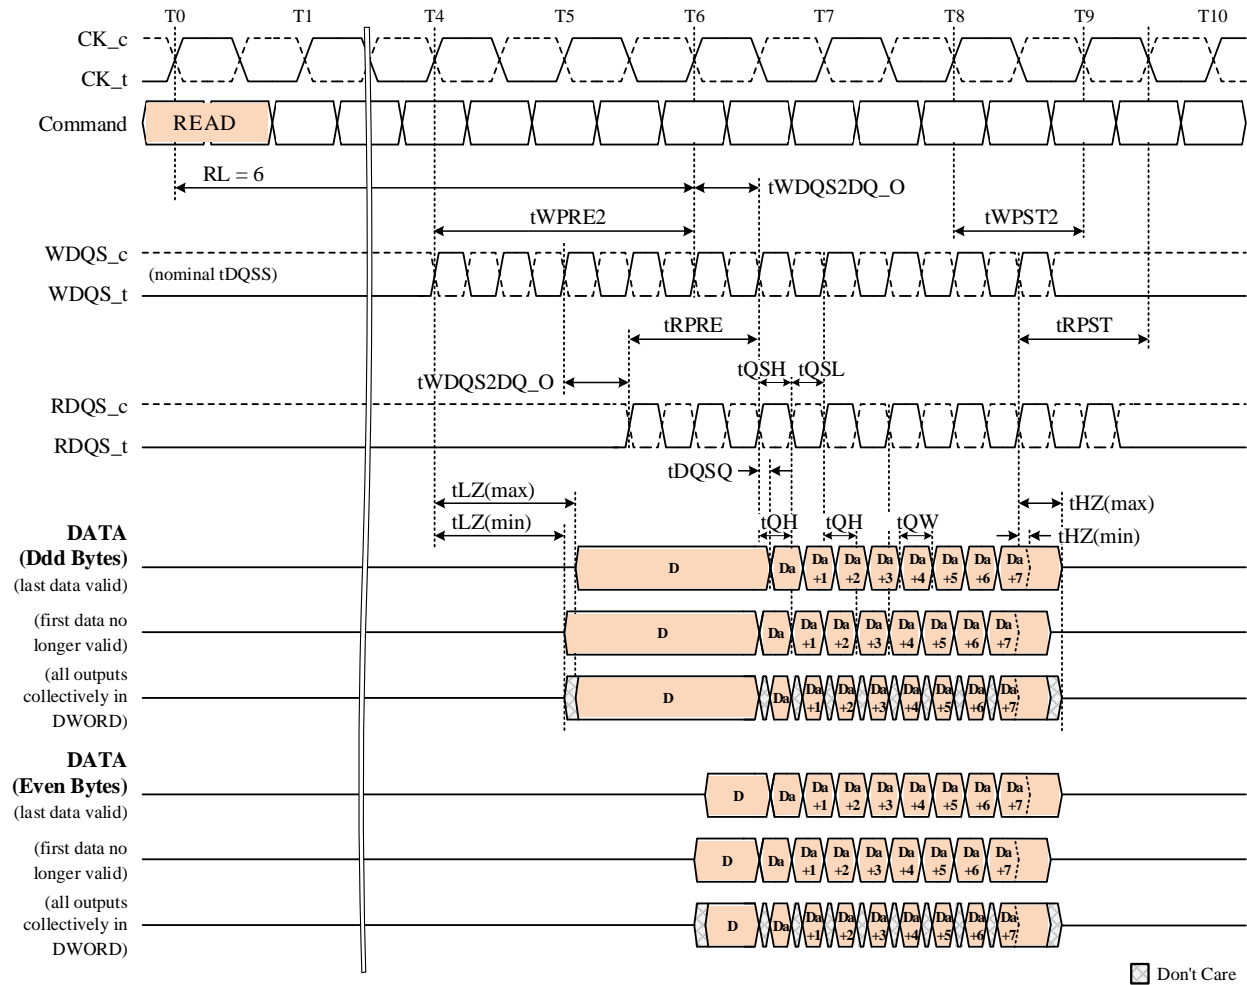 T0 T1 T4 T5 T6 T7 T8 T9 T10
CK_c
CK_t
Command READ
RL = 6 tWDQS2DQ_O
tWPRE2 tWPST2
WDQS_c
(nominal tDQSS)
WDQS_t
tRPRE tRPST
tQSH tQSL
tWDQS2DQ_O
RDQS_c
RDQS_t
tDQSQ
tLZ(max) tHZ(max)
tLZ(min) tQH tQH tQW tHZ(min)
DATA
(Ddd Bytes)
(last data valid)
D Da Da +1 Da +2 Da +3 Da +4 Da +5 Da +6 Da +7
(first data no
longer valid)
D Da Da +1 Da +2 Da +3 Da +4 Da +5 Da +6 Da +7
(all outputs
collectively in
DWORD)
D Da Da +1 Da +2 Da +3 Da +4 Da +5 Da +6 Da +7
DATA
(Even Bytes)
(last data valid)
D Da Da +1 Da +2 Da +3 Da +4 Da +5 Da +6 Da +7
(first data no
longer valid)
D Da Da +1 Da +2 Da +3 Da +4 Da +5 Da +6 Da +7
(all outputs
collectively in
DWORD)
D Da Da +1 Da +2 Da +3 Da +4 Da +5 Da +6 Da +7
Don't Care